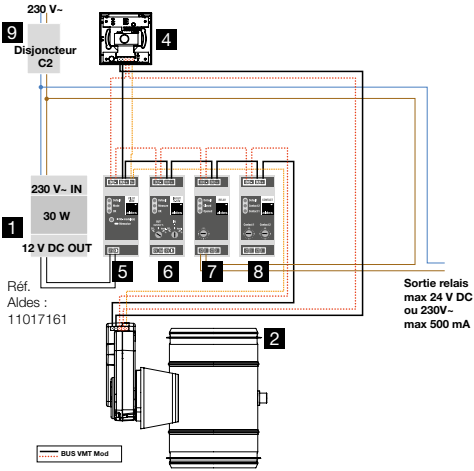 230 V~
9
Disjoncteur
C2
4
230 V~ IN
1
30 W
12 V DC OUT
5
6
7
8
Réf.
Aldes :
11017161
Sortie relais
max 24 V DC
ou 230V~
max 500 mA
2
BUS VMT Mod